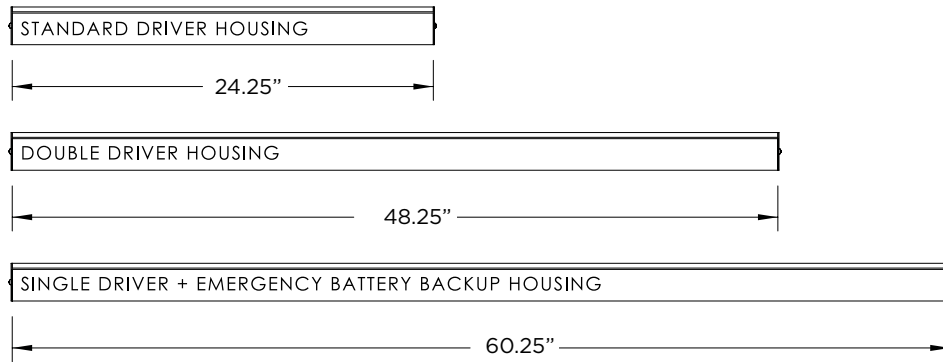 STANDARD DRIVER HOUSING
24.25”
DOUBLE DRIVER HOUSING
48.25”
SINGLE DRIVER + EMERGENCY BATTERY BACKUP HOUSING
60.25”